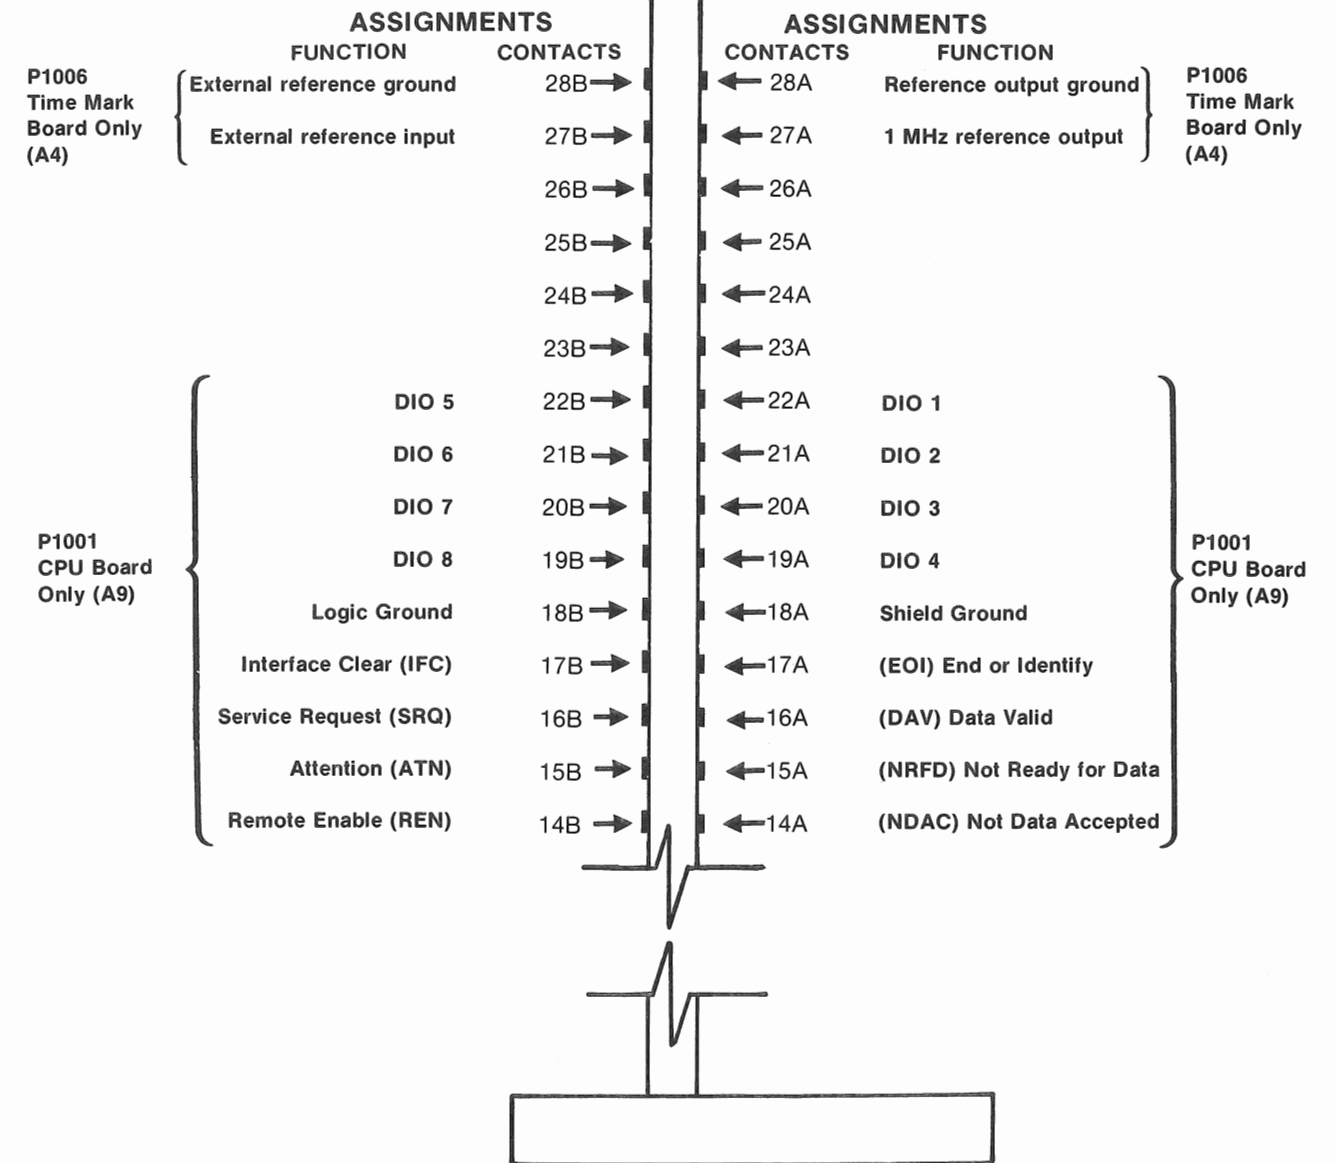 ASSIGNMENTS ASSIGNMENTS
FUNCTION CONTACTS CONTACTS FUNCTION
P1006
Time Mark
Board Only
(A4)
External reference ground 28B 28A Reference output ground
External reference input 27B 27A 1 MHz reference output
P1006
Time Mark
Board Only
(A4)
26B 26A
25B 25A
24B 24A
23B 23A
DIO 5 22B 22A DIO 1
DIO 6 21B 21A DIO 2
DIO 7 20B 20A DIO 3
DIO 8 19B 19A DIO 4
P1001
CPU Board
Only (A9)
P1001
CPU Board
Only (A9)
Logic Ground 18B 18A Shield Ground
Interface Clear (IFC) 17B 17A (EOI) End or Identify
Service Request (SRQ) 16B 16A (DAV) Data Valid
Attention (ATN) 15B 15A (NRFD) Not Ready for Data
Remote Enable (REN) 14B 14A (NDAC) Not Data Accepted